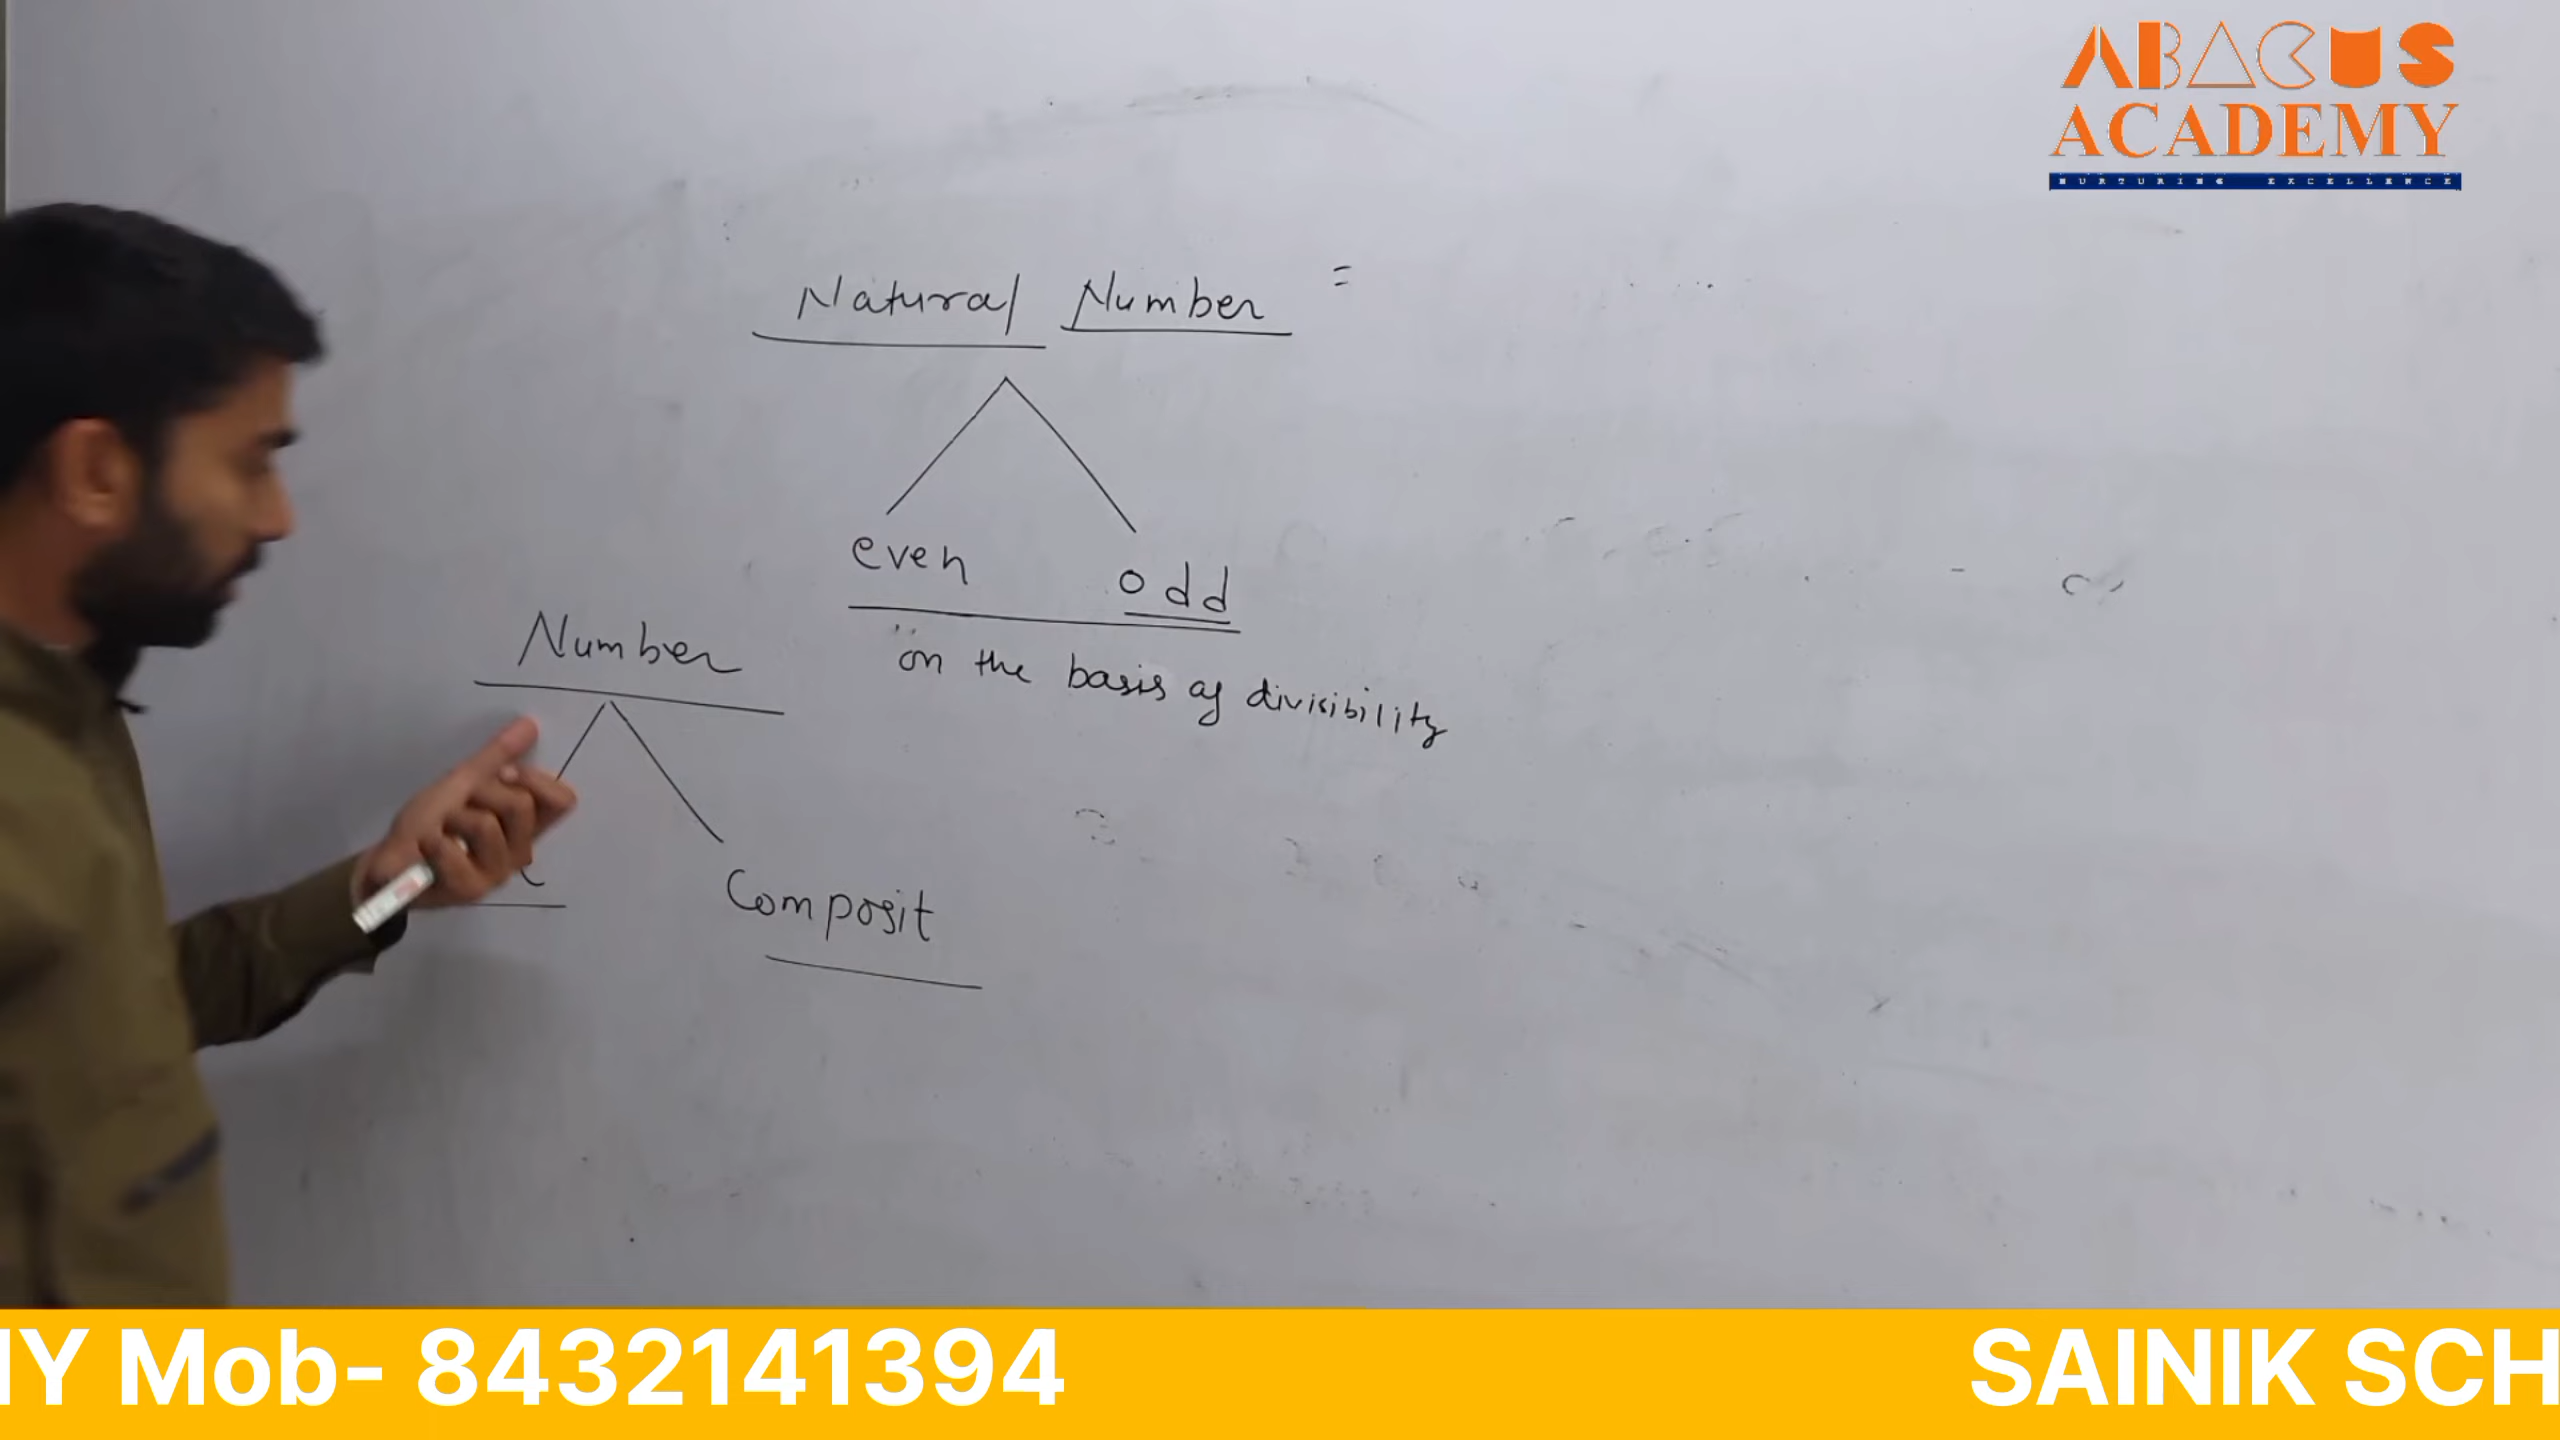 ABACUS
ACADEMY
NURTURING EXCELLENCE
Natural Number =
even odd
on the basis of divisibility
Number
Composit
Mob- 8432141394 SAINIK SCH